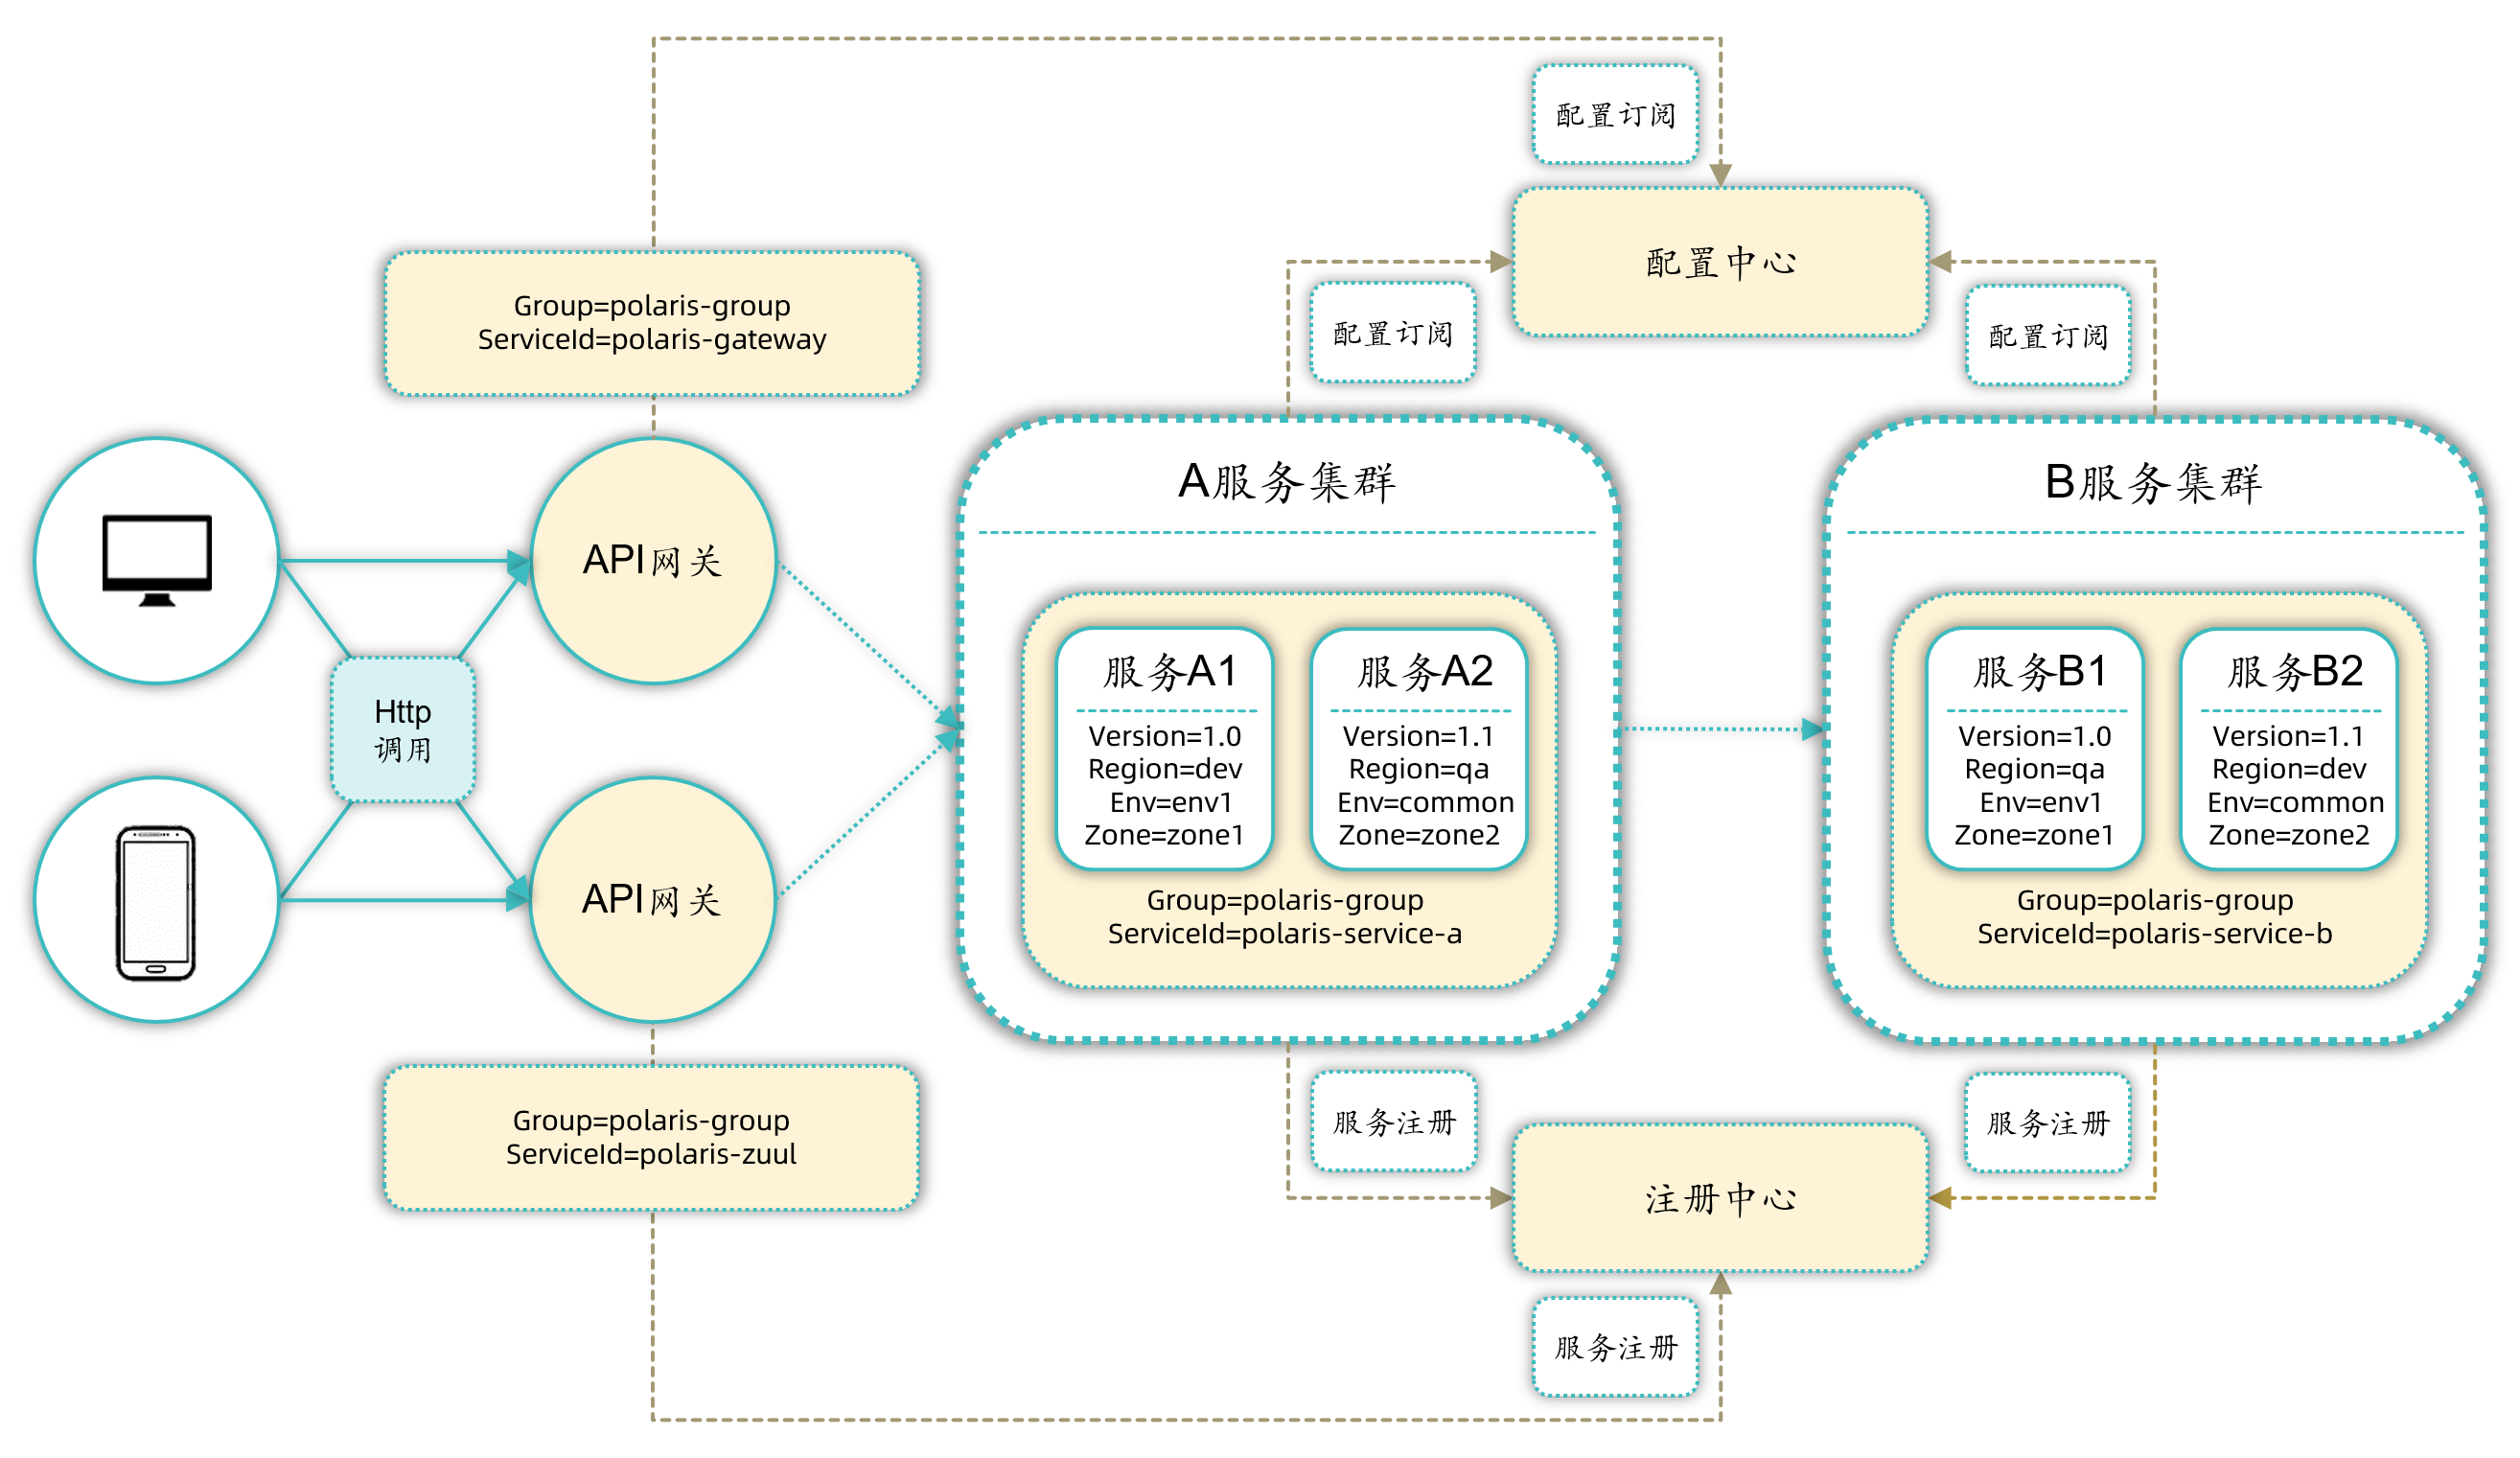 配置订阅
配置中心
Group=polaris-group
ServiceId=polaris-gateway
配置订阅
配置订阅
API网关
Http
调用
API网关
A服务集群
服务A1
Version=1.0
Region=dev
Env=env1
Zone=zone1
服务A2
Version=1.1
Region=qa
Env=common
Zone=zone2
Group=polaris-group
ServiceId=polaris-service-a
B服务集群
服务B1
Version=1.0
Region=qa
Env=env1
Zone=zone1
服务B2
Version=1.1
Region=dev
Env=common
Zone=zone2
Group=polaris-group
ServiceId=polaris-service-b
Group=polaris-group
ServiceId=polaris-zuul
服务注册
服务注册
注册中心
服务注册